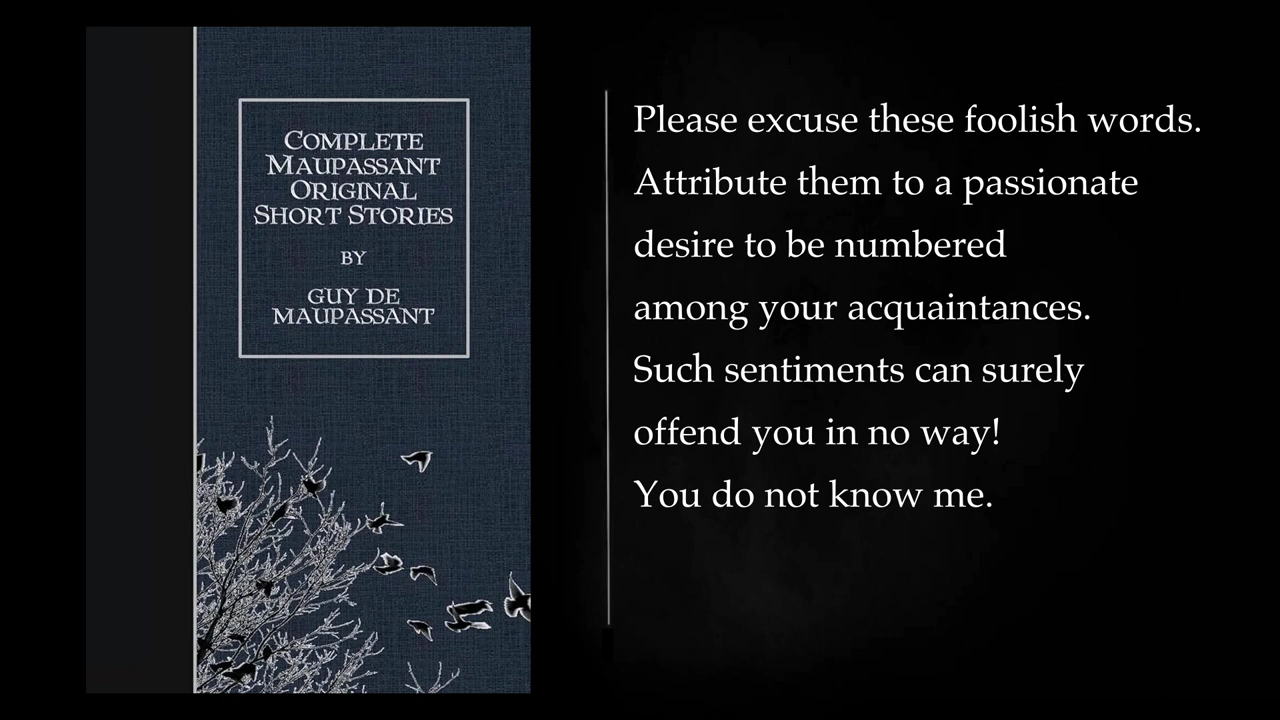 COMPLETE
MAUPASSANT
ORIGINAL
SHORT STORIES
BY
GUY DE
MAUPASSANT
Please excuse these foolish words.
Attribute them to a passionate
desire to be numbered
among your acquaintances.
Such sentiments can surely
offend you in no way!
You do not know me.